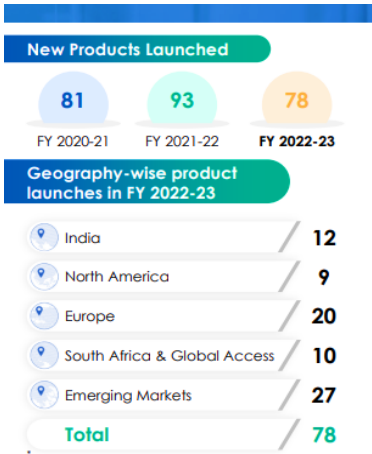 New Products Launched
81 93 78
FY 2020-21 FY 2021-22 FY 2022-23
Geography-wise product
launches in FY 2022-23
India 12
North America 9
Europe 20
South Africa & Global Access 10
Emerging Markets 27
Total 78